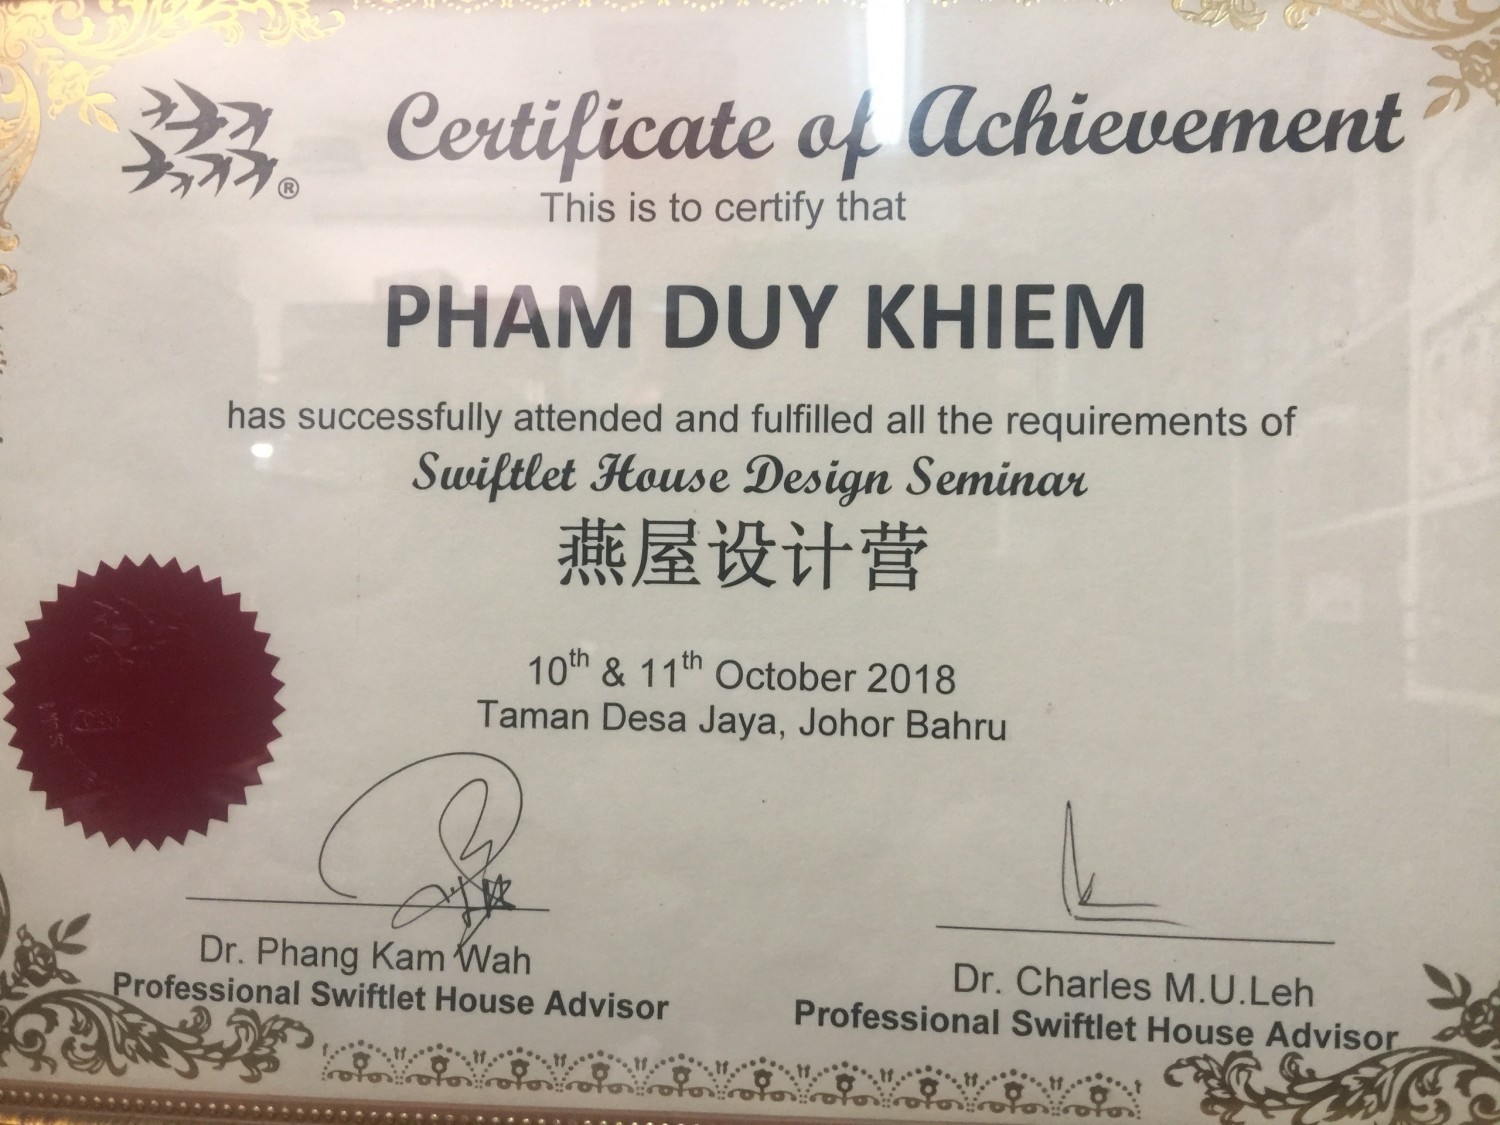 Certificate of Achievement
®
This is to certify that
PHAM DUY KHIEM
has successfully attended and fulfilled all the requirements of
Swiftlet House Design Seminar
燕屋设计营
10th & 11th October 2018
Taman Desa Jaya, Johor Bahru
Dr. Phang Kam Wah
Professional Swiftlet House Advisor
Dr. Charles M.U.Leh
Professional Swiftlet House Advisor